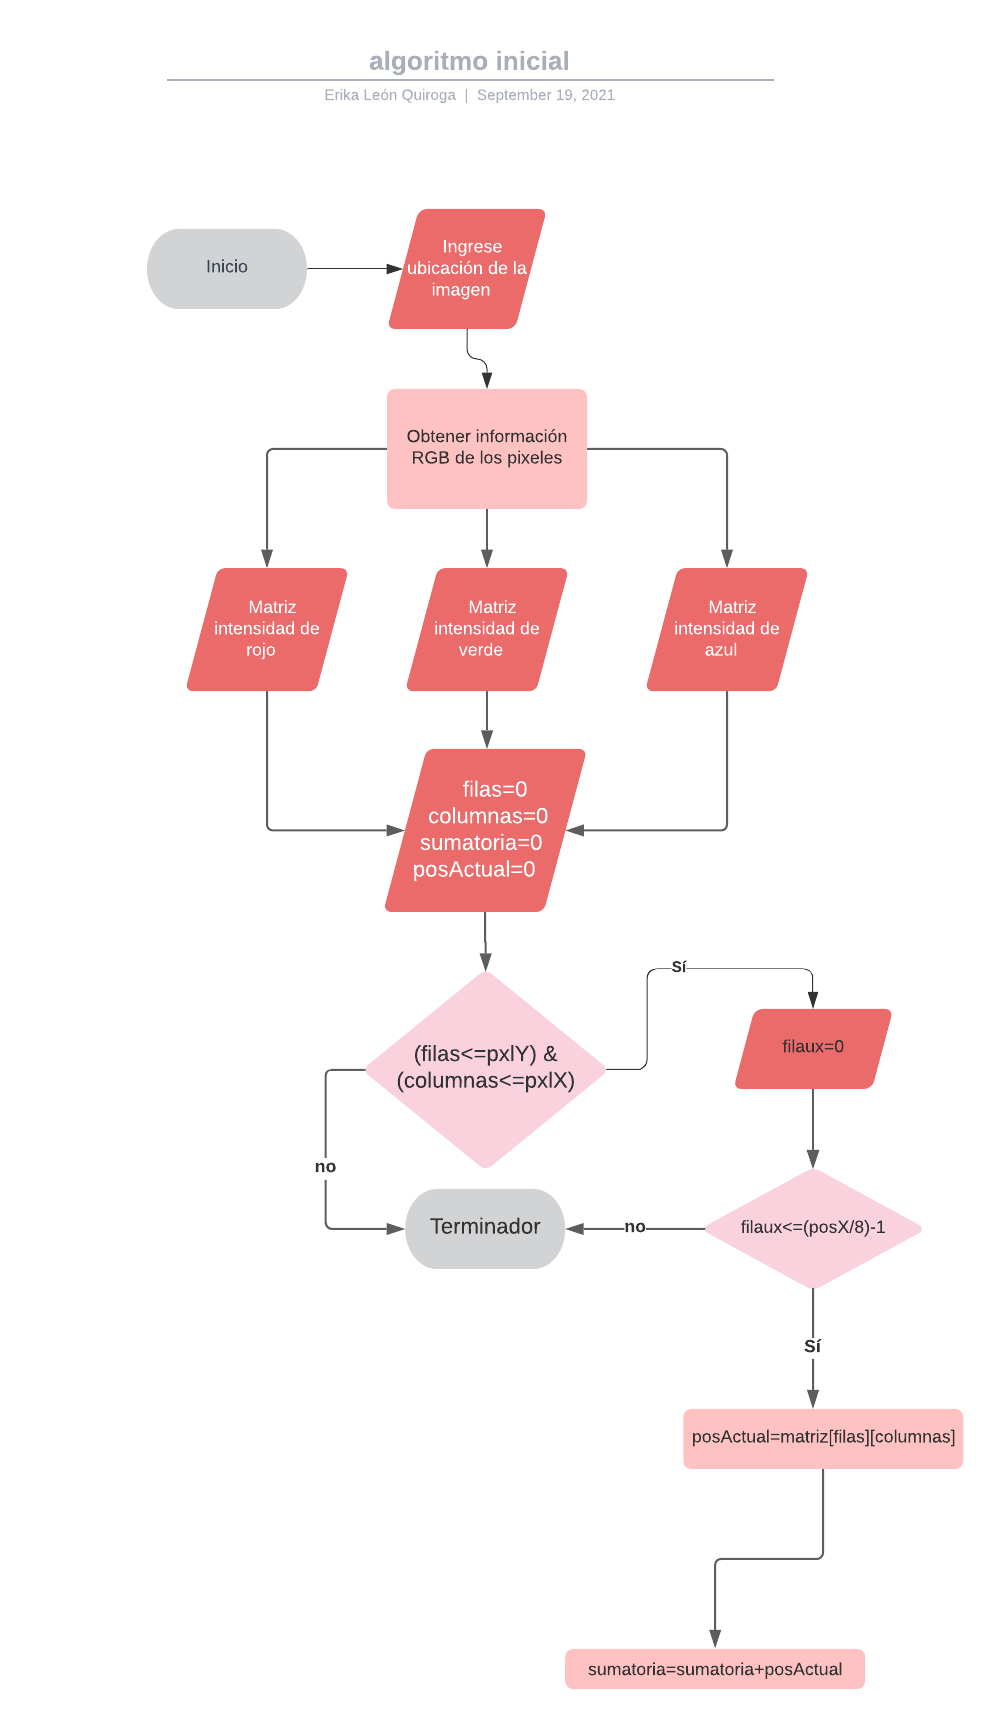 algoritmo inicial
Erika León Quiroga | September 19, 2021
Inicio
Ingrese
ubicación de la
imagen
Obtener información
RGB de los pixeles
Matriz
intensidad de
rojo
Matriz
intensidad de
verde
Matriz
intensidad de
azul
filas=0
columnas=0
sumatoria=0
posActual=0
Sí
filaux=0
(filas<=pxlY) &
(columnas<=pxlX)
no
Terminador
no
filaux<=(posX/8)-1
Sí
posActual=matriz[filas][columnas]
sumatoria=sumatoria+posActual